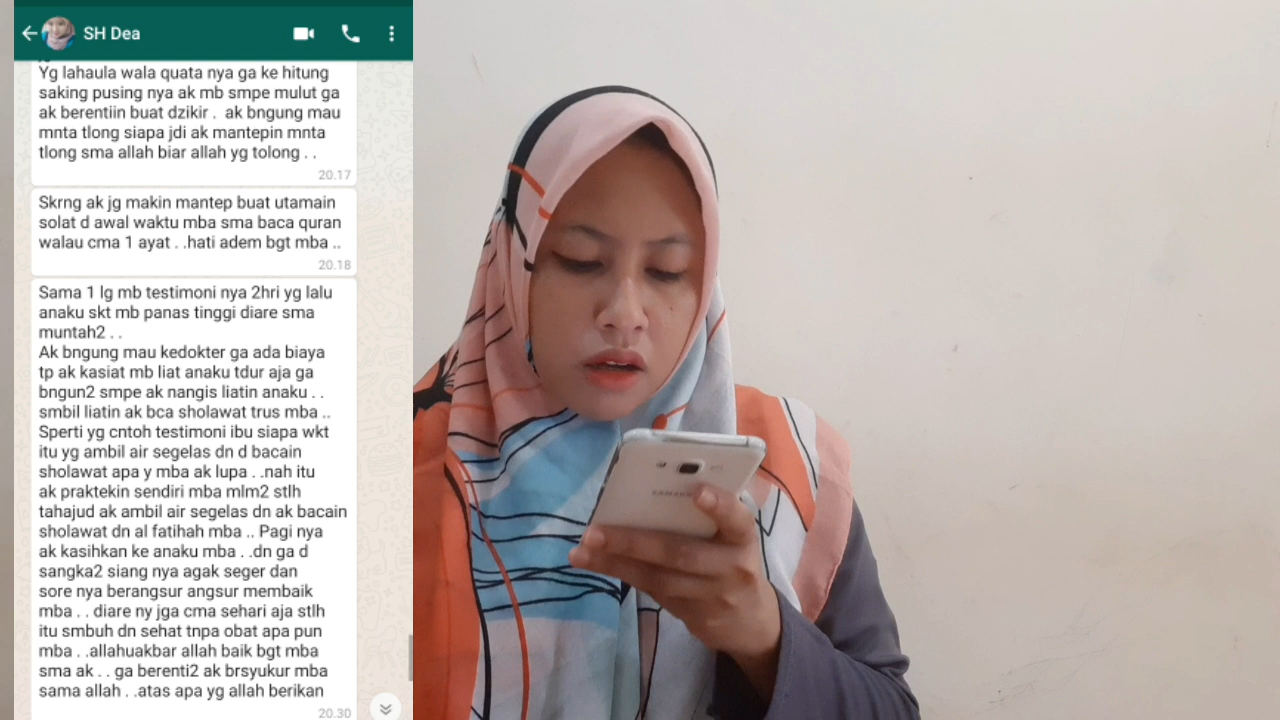 SH Dea
Yg lahaula wala quata nya ga ke hitung
saking pusing nya ak mb smpe mulut ga
ak berentiin buat dzikir . ak bngung mau
mnta tlong siapa jdi ak mantepin mnta
tlong sma allah biar allah yg tolong . .
20.17
Skrng ak jg makin mantep buat utamain
solat d awal waktu mba sma baca quran
walau cma 1 ayat . .hati adem bgt mba ..
20.18
Sama 1 lg mb testimoni nya 2hri yg lalu
anaku skt mb panas tinggi diare sma
muntah2 . .
Ak bngung mau kedokter ga ada biaya
tp ak kasiat mb liat anaku tdur aja ga
bngun2 smpe ak nangis liatin anaku . .
smbil liatin ak bca sholawat trus mba ..
Sperti yg cntoh testimoni ibu siapa wkt
itu yg ambil air segelas dn d bacain
sholawat apa y mba ak lupa . .nah itu
ak praktekin sendiri mba mlm2 stlh
tahajud ak ambil air segelas dn ak bacain
sholawat dn al fatihah mba .. Pagi nya
ak kasihkan ke anaku mba . .dn ga d
sangka2 siang nya agak seger dan
sore nya berangsur angsur membaik
mba . . diare ny jga cma sehari aja stlh
itu smbuh dn sehat tnpa obat apa pun
mba . .allahuakbar allah baik bgt mba
sma ak . . ga berenti2 ak brsyukur mba
sama allah . .atas apa yg allah berikan
20.30
SAMSUNG